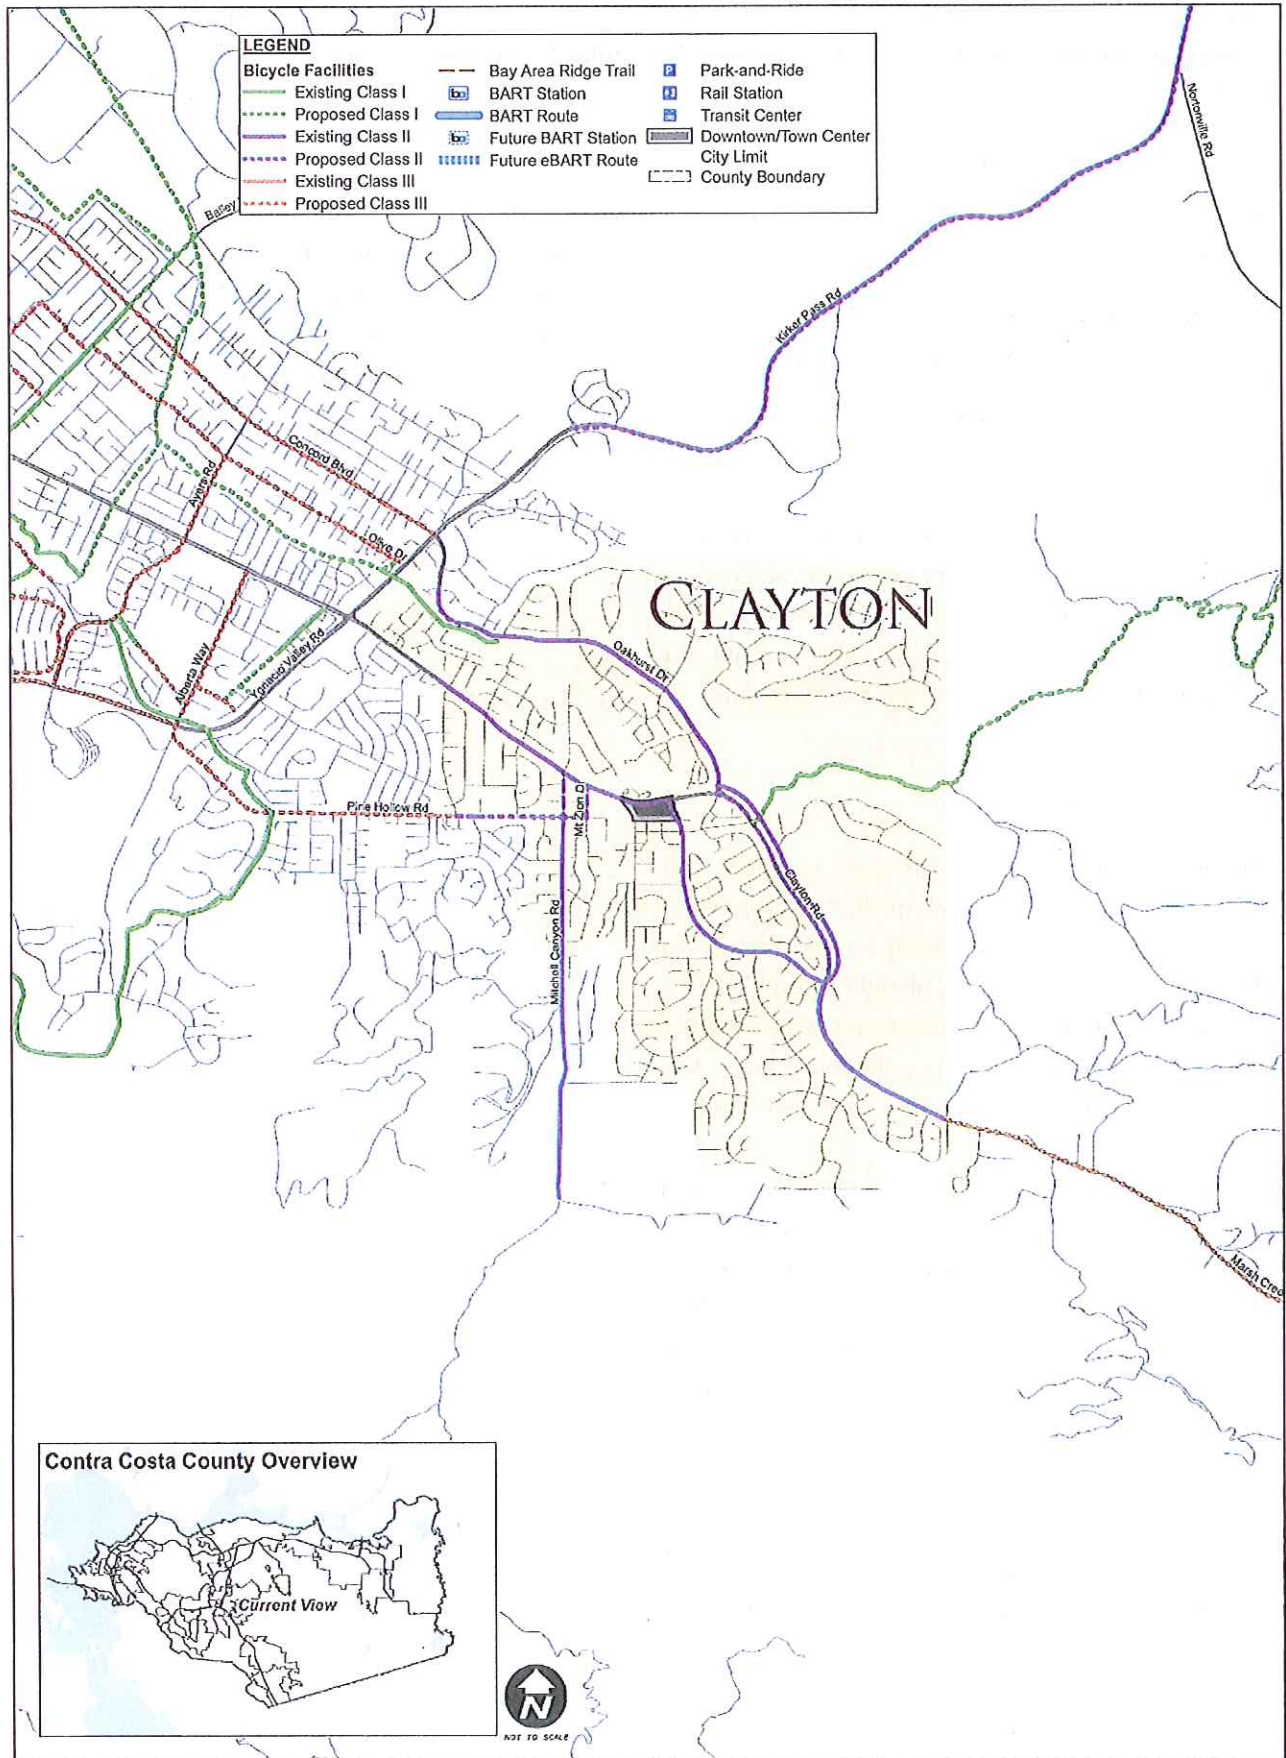 LEGEND
Bicycle Facilities
Existing Class I
Proposed Class I
Existing Class II
Proposed Class II
Existing Class III
Proposed Class III
Bay Area Ridge Trail
BART Station
BART Route
Future BART Station
Future eBART Route
P Park-and-Ride
Rail Station
Transit Center
Downtown/Town Center
City Limit
County Boundary
Nortonville Rd
Bailey
Kirker Pass Rd
Concord Blvd
Ayers Rd
Olive Dr
CLAYTON
Oakhurst Dr
Ygnacio Valley Rd
Alberta Way
Pine Hollow Rd
Mt Zion D
Clayton Rd
Mitchell Canyon Rd
Marsh Cree
Contra Costa County Overview
Current View
N
NOT TO SCALE